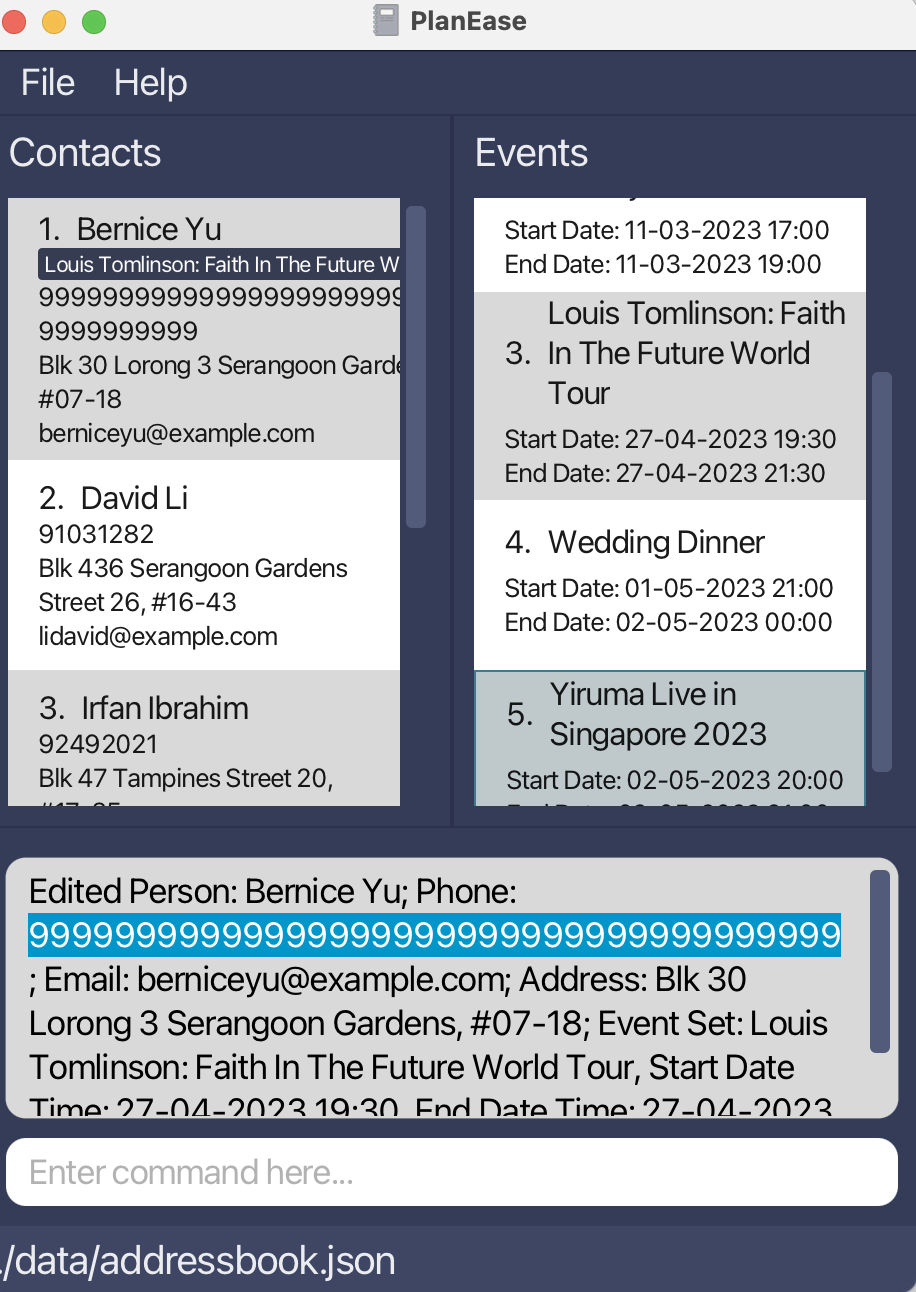 PlanEase
File Help
Contacts
1. Bernice Yu
Louis Tomlinson: Faith In The Future W
99999999999999999999999
9999999999
Blk 30 Lorong 3 Serangoon Garde
#07-18
berniceyu@example.com
2. David Li
91031282
Blk 436 Serangoon Gardens
Street 26, #16-43
lidavid@example.com
3. Irfan Ibrahim
92492021
Blk 47 Tampines Street 20,
Events
Start Date: 11-03-2023 17:00
End Date: 11-03-2023 19:00
3. Louis Tomlinson: Faith
In The Future World
Tour
Start Date: 27-04-2023 19:30
End Date: 27-04-2023 21:30
4. Wedding Dinner
Start Date: 01-05-2023 21:00
End Date: 02-05-2023 00:00
5. Yiruma Live in
Singapore 2023
Start Date: 02-05-2023 20:00
Edited Person: Bernice Yu; Phone:
99999999999999999999999999999999999999
; Email: berniceyu@example.com; Address: Blk 30
Lorong 3 Serangoon Gardens, #07-18; Event Set: Louis
Tomlinson: Faith In The Future World Tour, Start Date
Time: 27-04-2023 19:30, End Date Time: 27-04-2023
Enter command here...
./data/addressbook.json